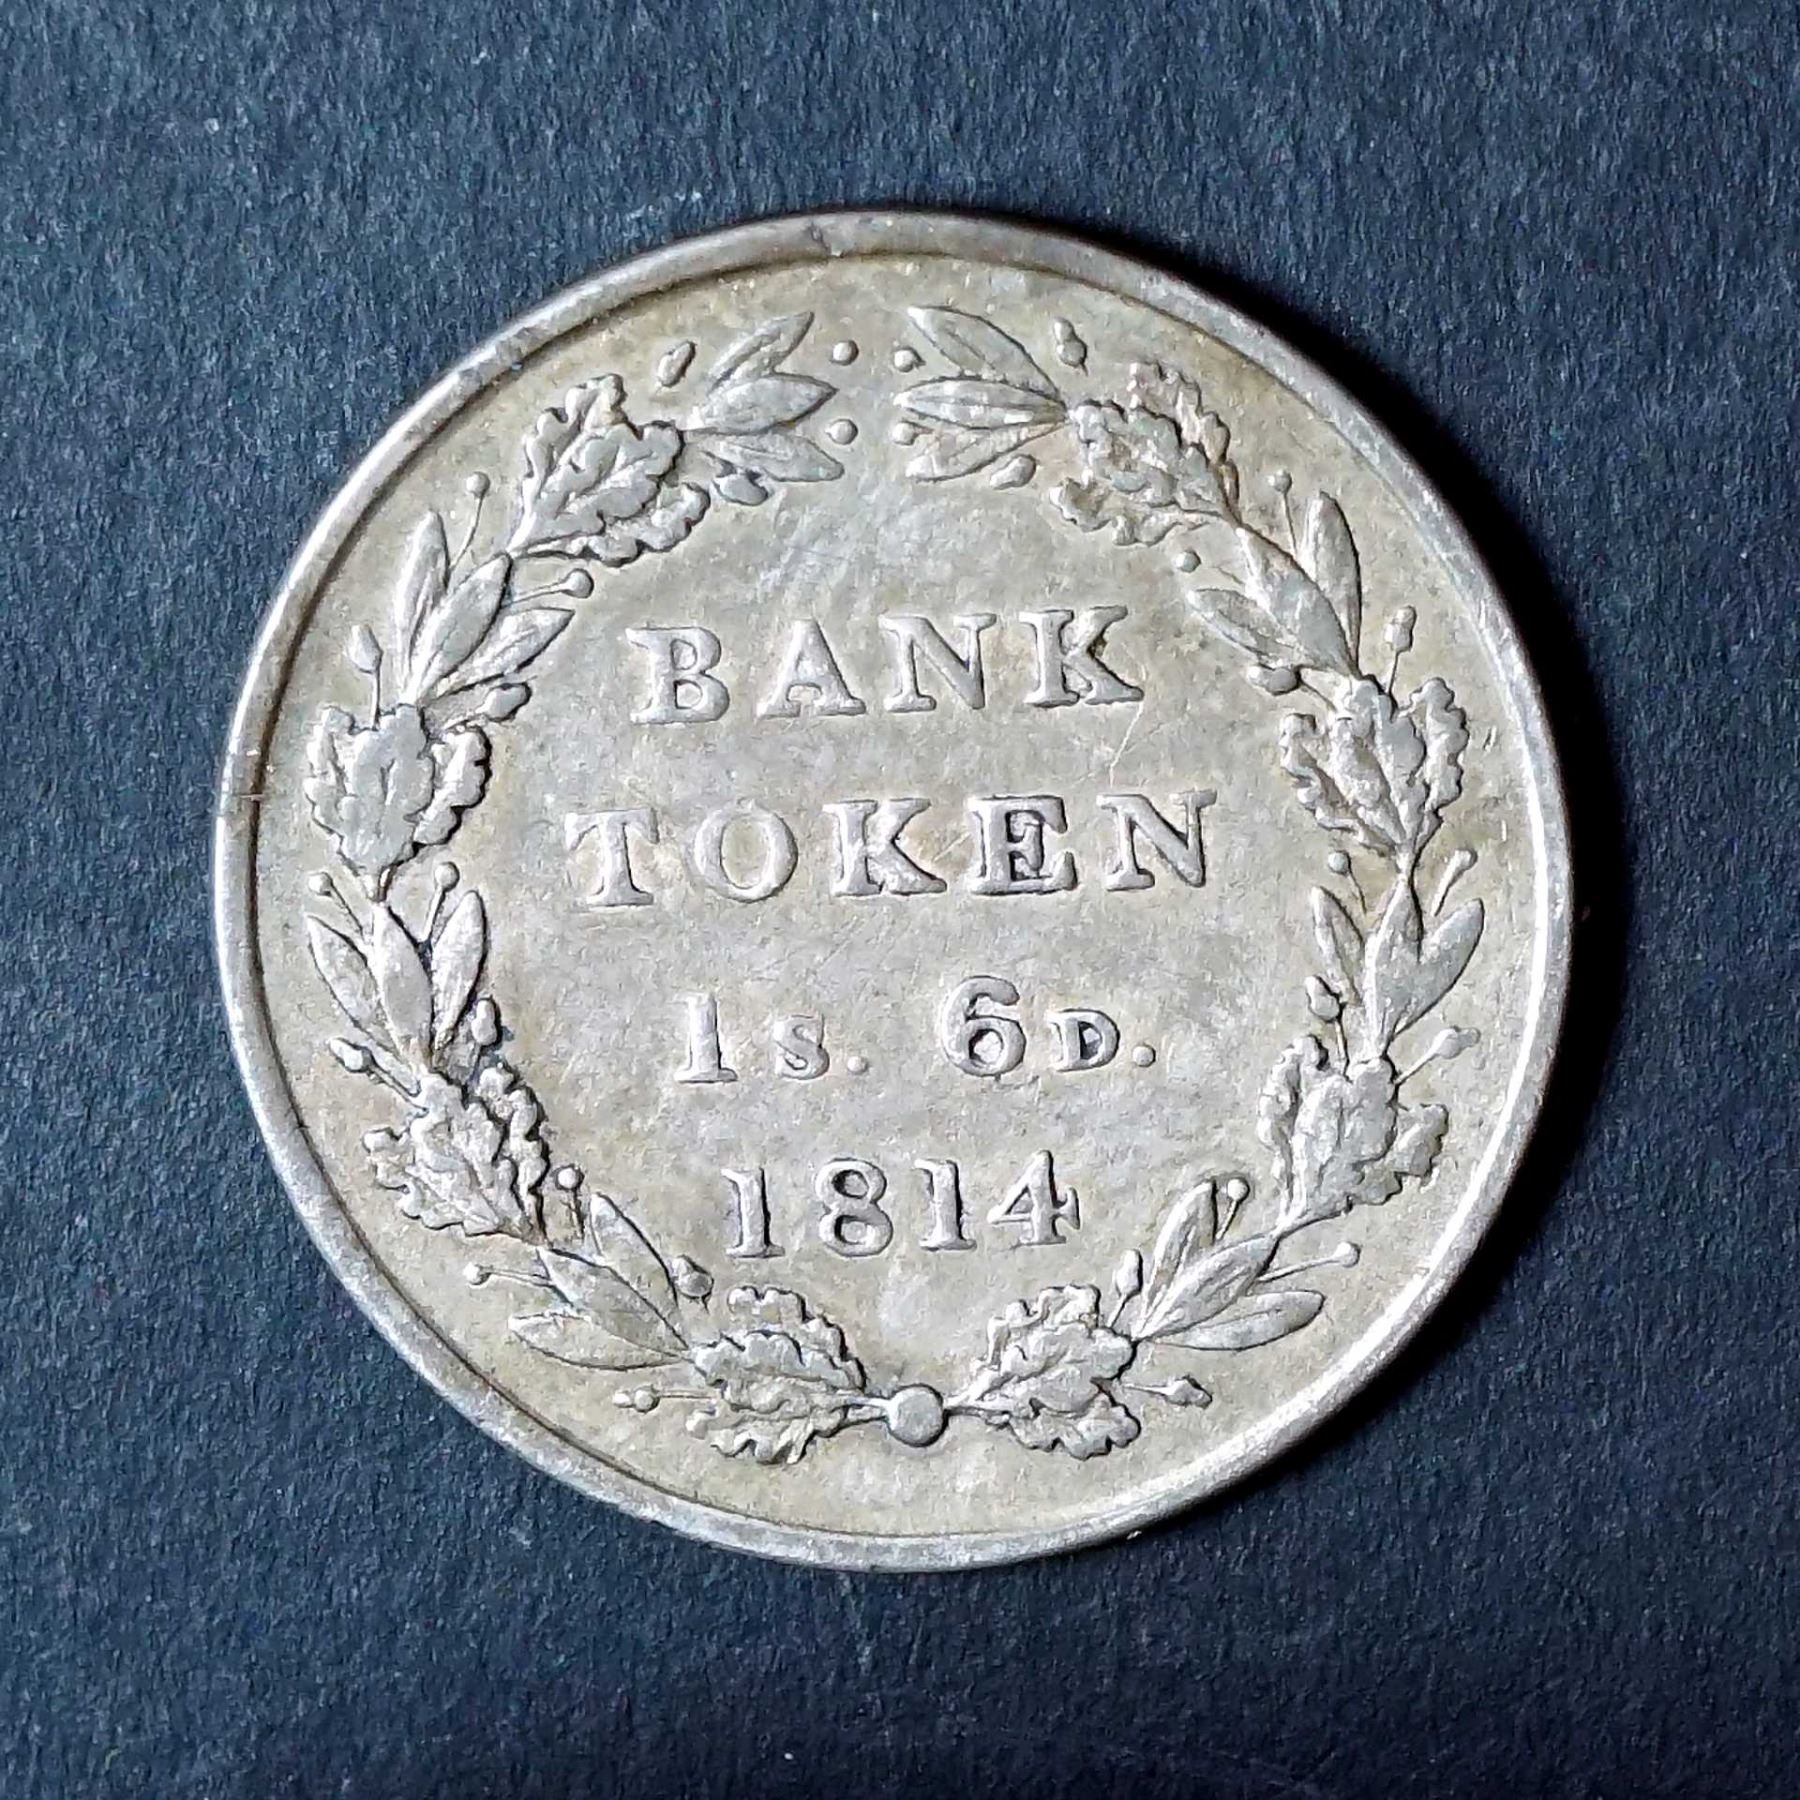 BANK
TOKEN
1s. 6D.
1814